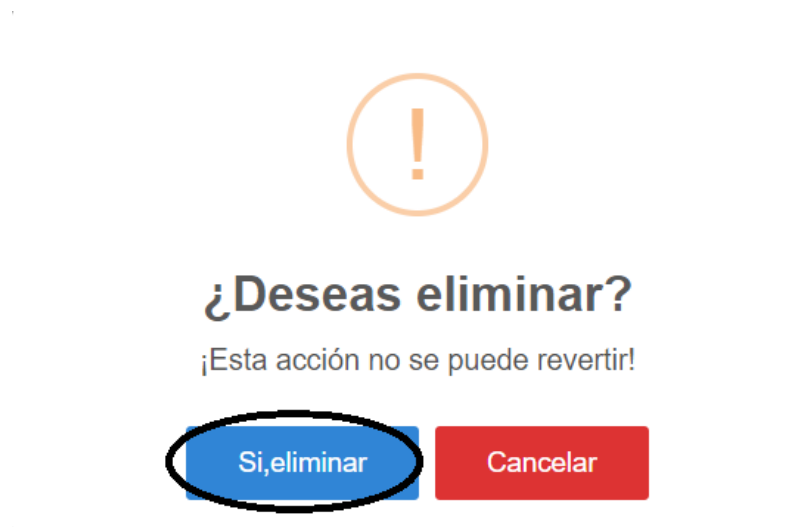 !
¿Deseas eliminar?
¡Esta acción no se puede revertir!
Si,eliminar
Cancelar